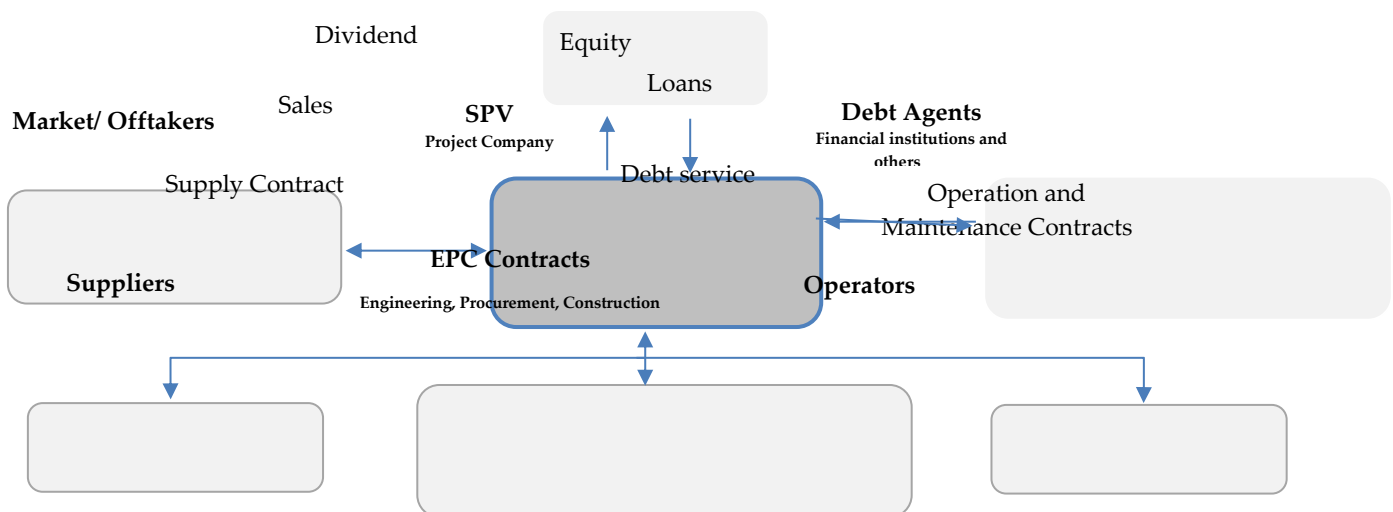 Dividend
Equity
Loans
Sales
Market/ Offtakers
SPV
Project Company
Debt Agents
Financial institutions and
others
Supply Contract
Debt service
Operation and
Maintenance Contracts
EPC Contracts
Engineering, Procurement, Construction
Suppliers
Operators